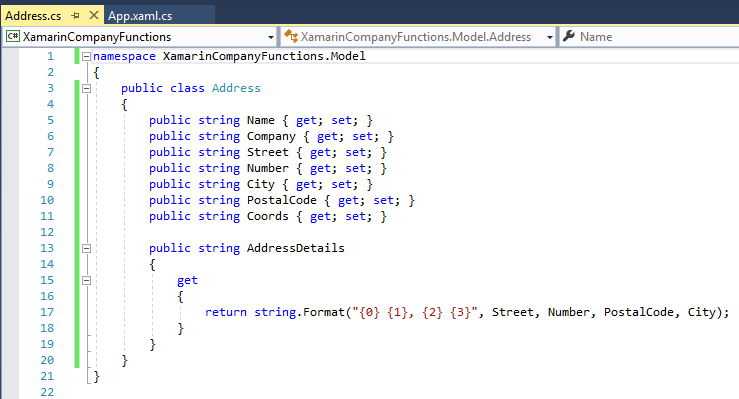 Address.cs App.xaml.cs
C# XamarinCompanyFunctions XamarinCompanyFunctions.Model.Address Name
1 namespace XamarinCompanyFunctions.Model
2 {
3 public class Address
4 {
5 public string Name { get; set; }
6 public string Company { get; set; }
7 public string Street { get; set; }
8 public string Number { get; set; }
9 public string City { get; set; }
10 public string PostalCode { get; set; }
11 public string Coords { get; set; }
12
13 public string AddressDetails
14 {
15 get
16 {
17 return string.Format("{0} {1}, {2} {3}", Street, Number, PostalCode, City);
18 }
19 }
20 }
21 }
22